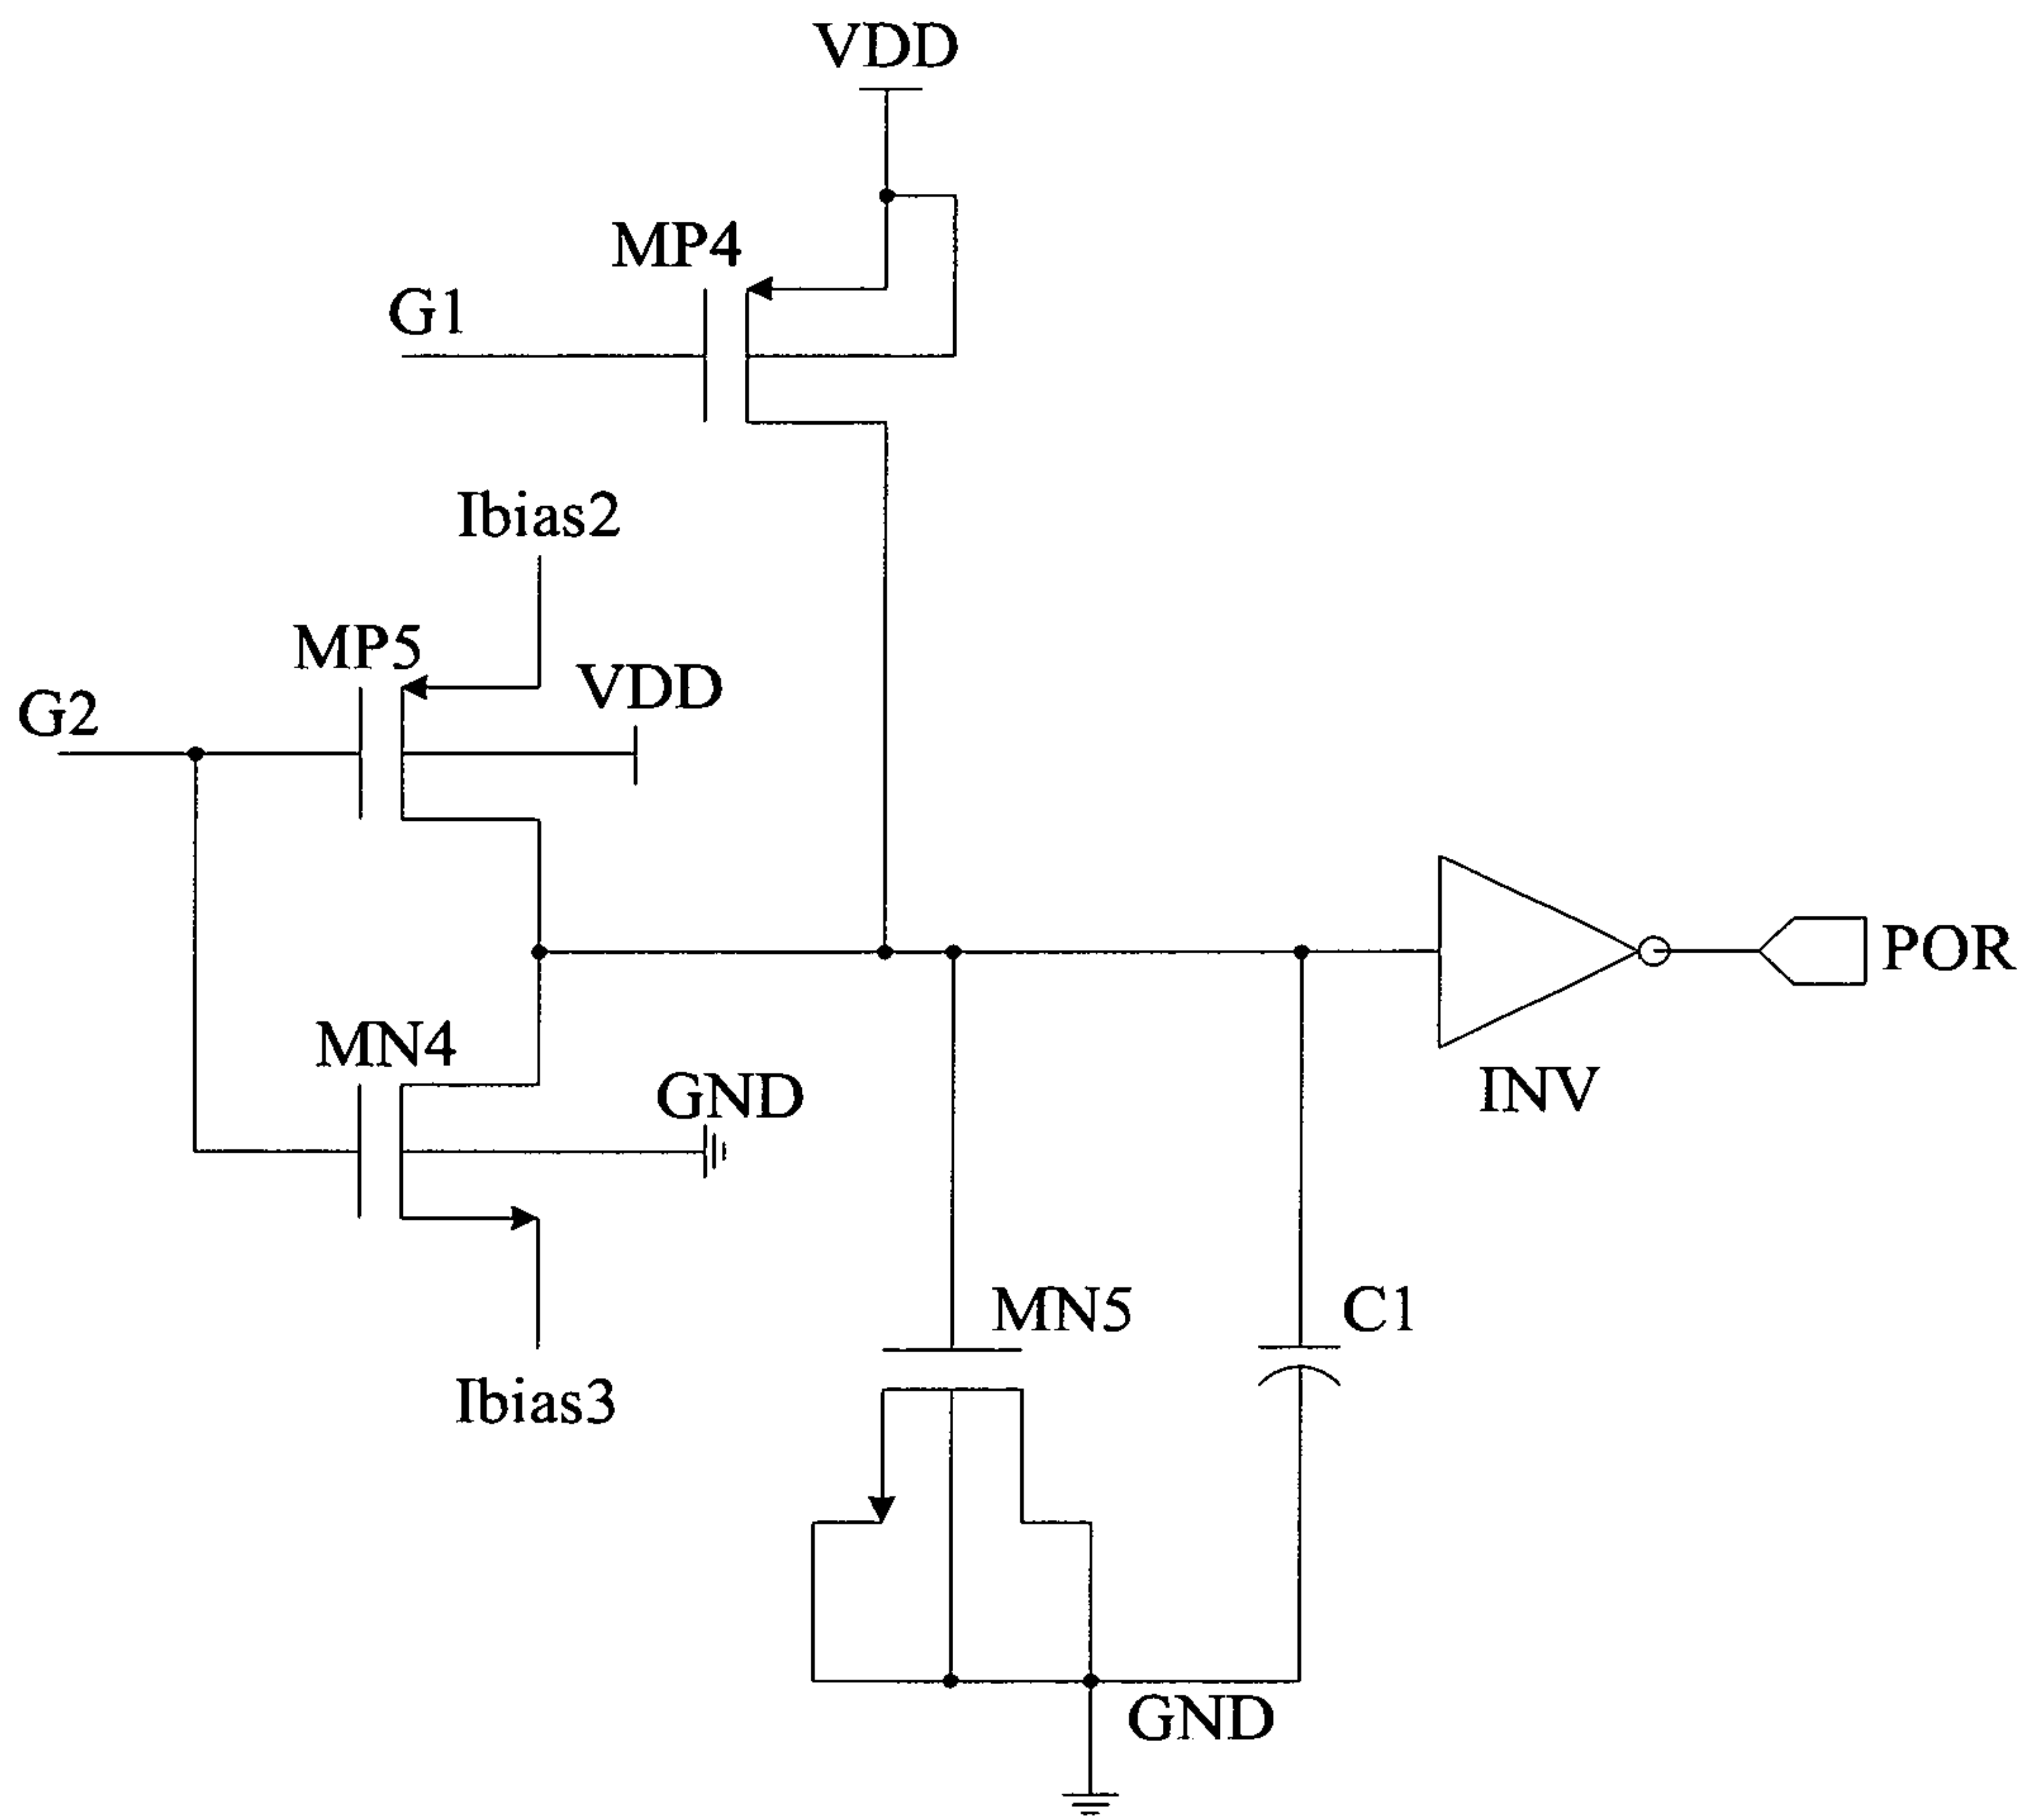 VDD
MP4
G1
Ibias2
MP5
VDD
G2
POR
MN4
GND
INV
MN5
C1
Ibias3
GND